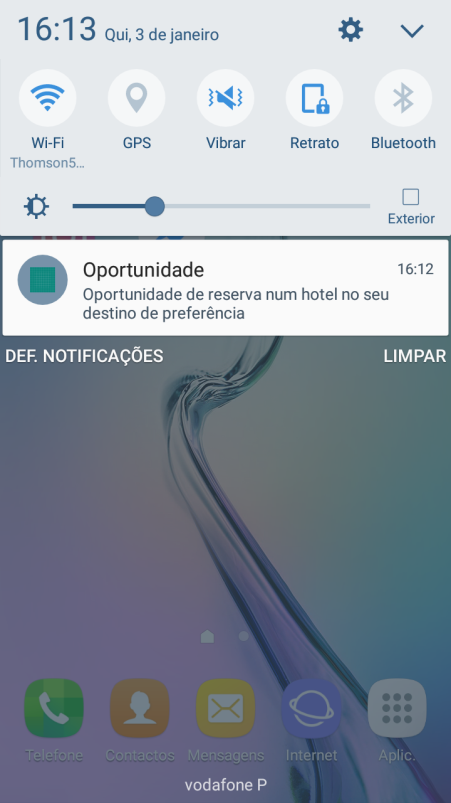 16:13 Qui, 3 de janeiro
Wi-Fi GPS Vibrar Retrato Bluetooth
Thomson5...
Exterior
Oportunidade 16:12
Oportunidade de reserva num hotel no seu
destino de preferência
DEF. NOTIFICAÇÕES LIMPAR
Telefone Contactos Mensagens Internet Aplic.
vodafone P